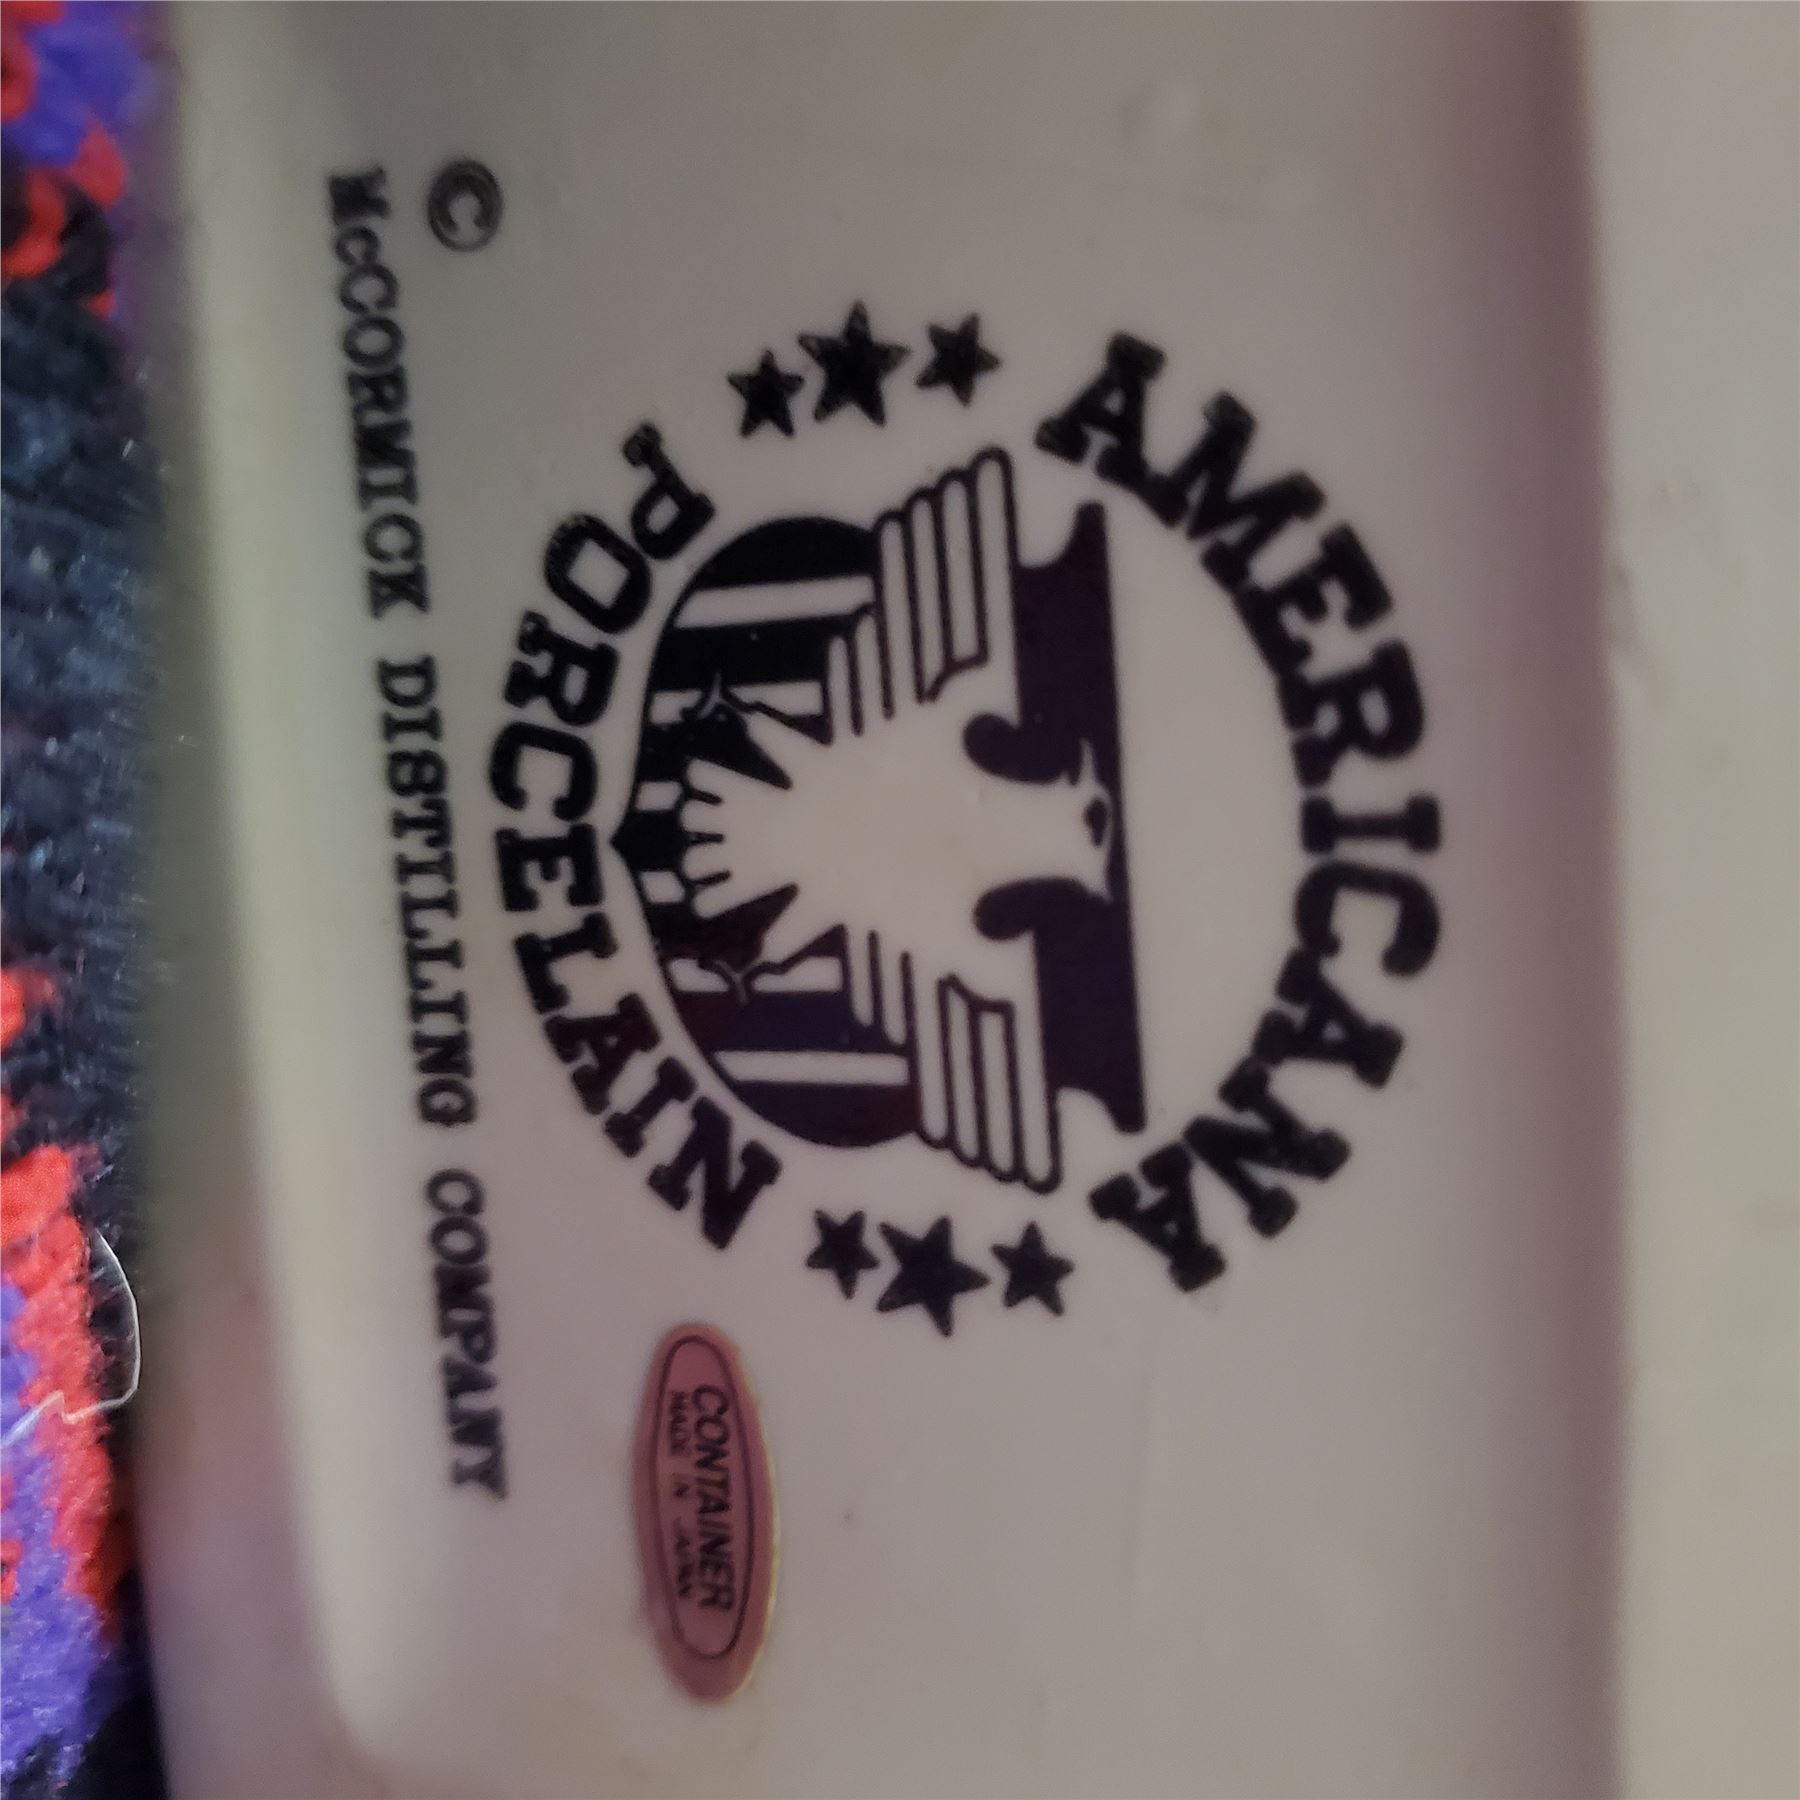 AMERICANA
PORCELAIN
©
McCORMICK DISTILLING COMPANY
CONTAINER
MADE IN JAPAN